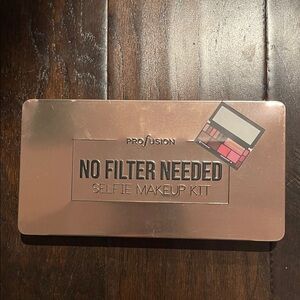 PROFUSION
NO FILTER NEEDED
SELFIE MAKEUP KIT